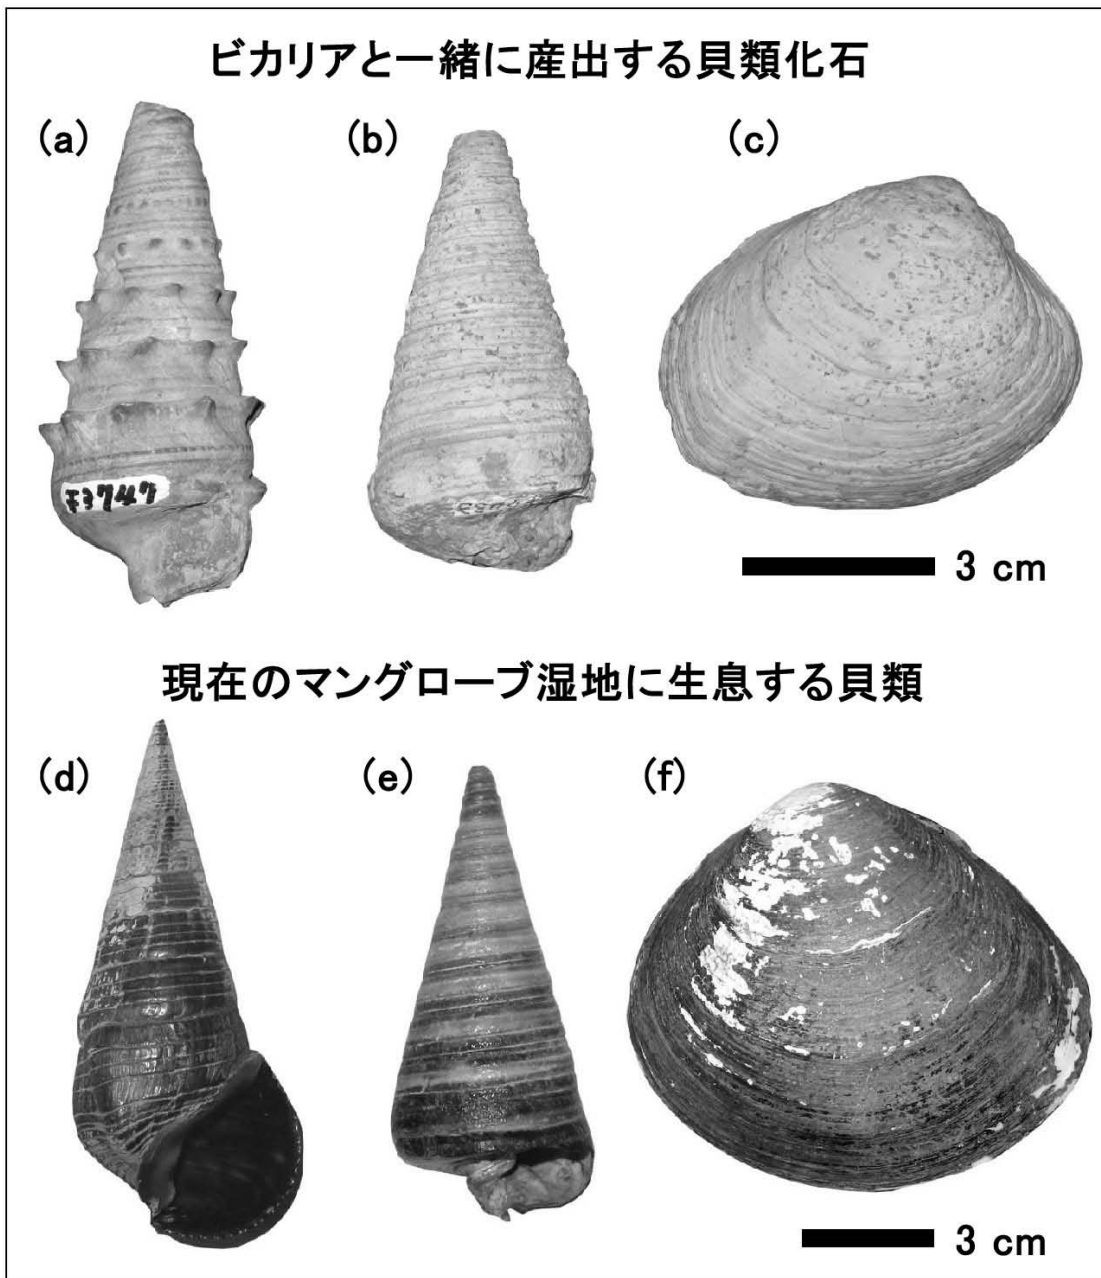 ビカリアと一緒に産出する貝類化石
(a)
(b)
(c)
3 cm
現在のマングローブ湿地に生息する貝類
(d)
(e)
(f)
3 cm